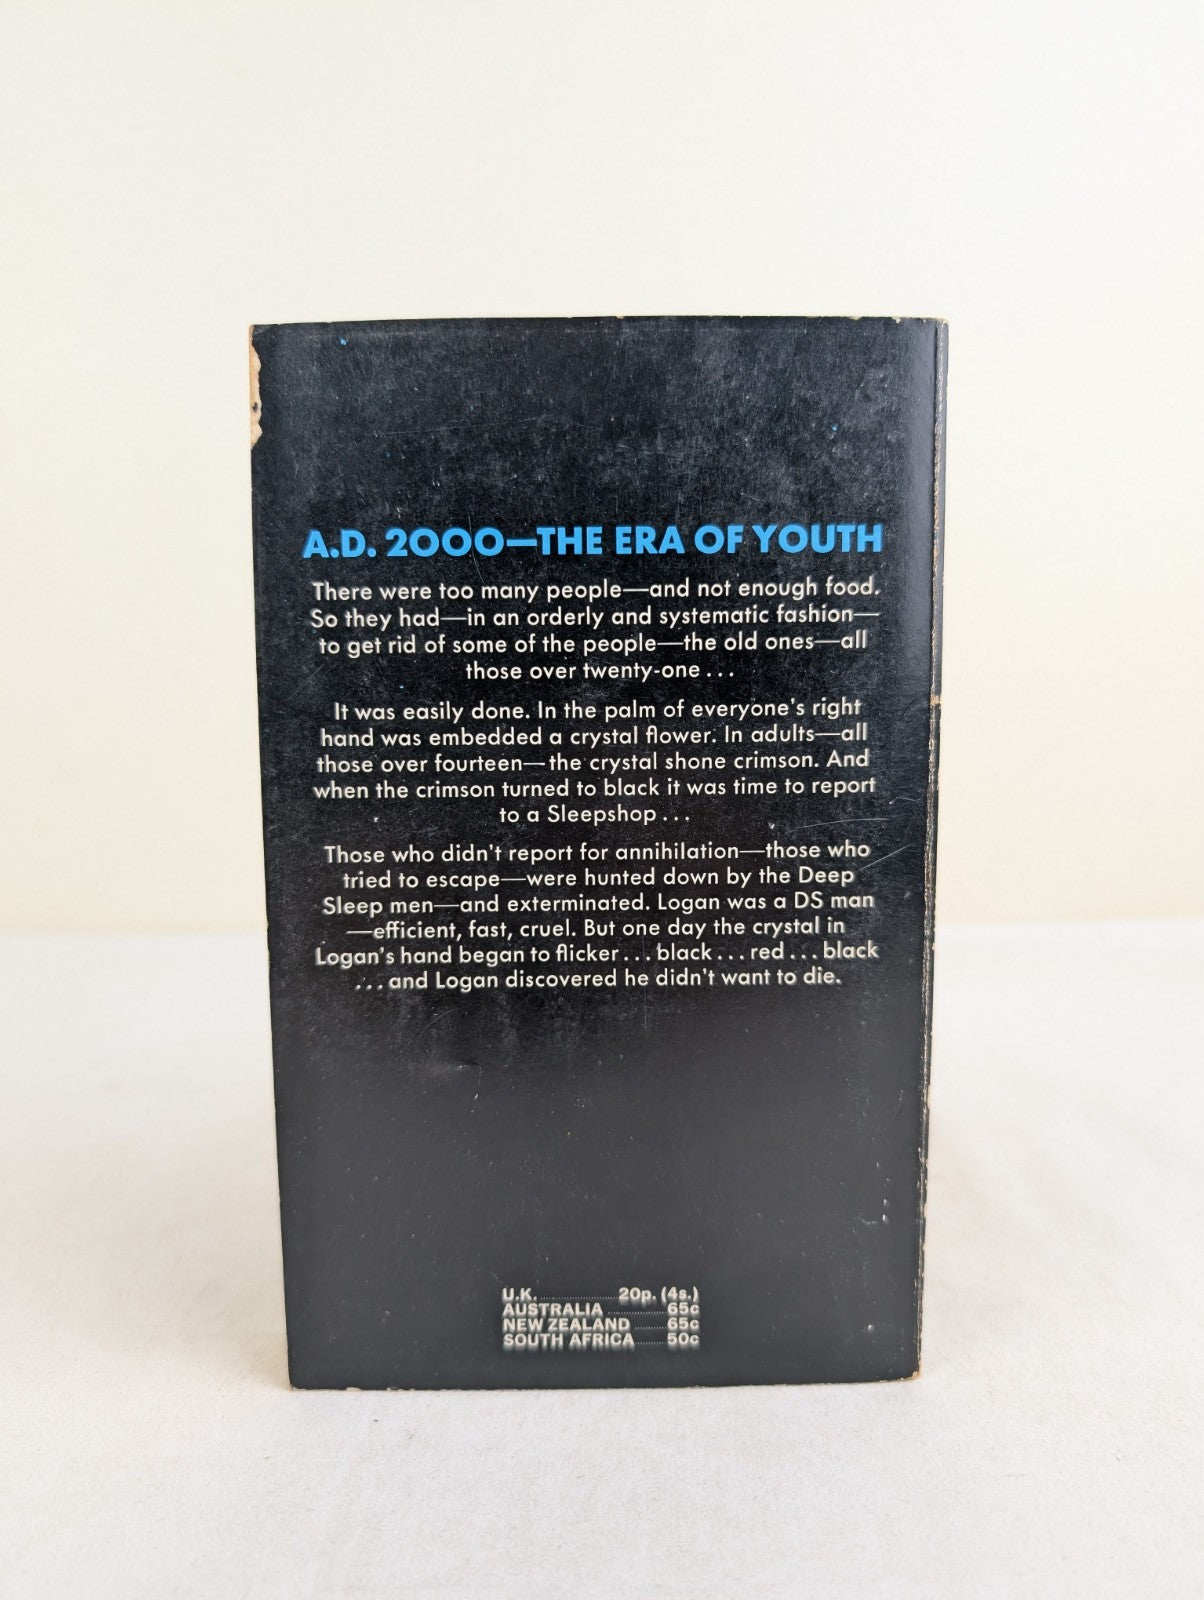 A.D. 2000—THE ERA OF YOUTH
There were too many people—and not enough food.
So they had—in an orderly and systematic fashion—
to get rid of some of the people—the old ones—all
those over twenty-one...
It was easily done. In the palm of everyone's right
hand was embedded a crystal flower. In adults—all
those over fourteen—the crystal shone crimson. And
when the crimson turned to black it was time to report
to a Sleepshop...
Those who didn't report for annihilation—those who
tried to escape—were hunted down by the Deep
Sleep men—and exterminated. Logan was a DS man
—efficient, fast, cruel. But one day the crystal in
Logan's hand began to flicker...black...red...black
...and Logan discovered he didn't want to die.
U.K. 20p. (4s.)
AUSTRALIA 65c
NEW ZEALAND 65c
SOUTH AFRICA 50c